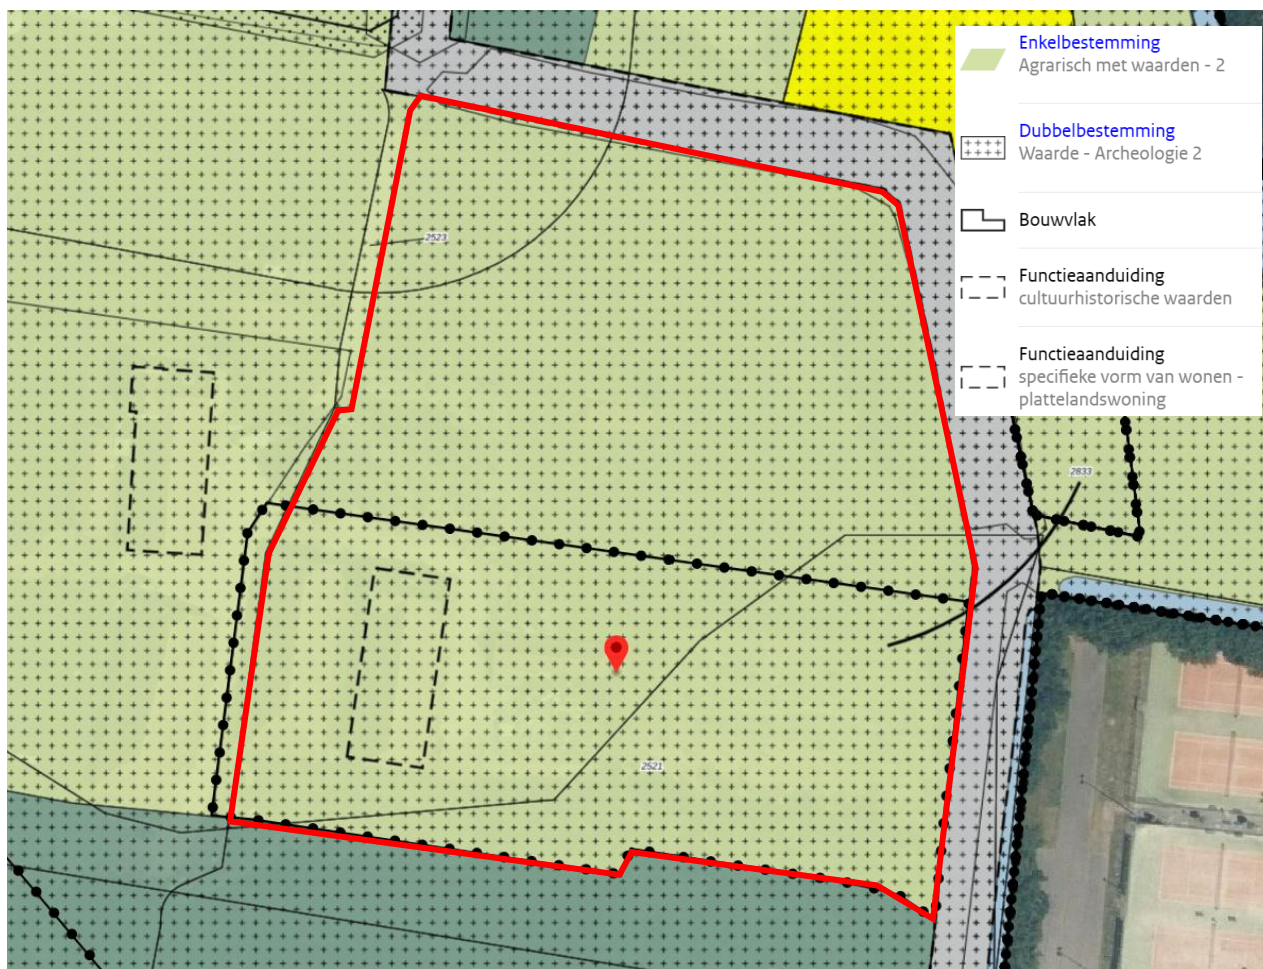 Enkelbestemming
Agrarisch met waarden - 2
Dubbelbestemming
Waarde - Archeologie 2
Bouwvlak
Functieaanduiding
cultuurhistorische waarden
Functieaanduiding
specifieke vorm van wonen -
plattelandswoning
2523
2833
2521